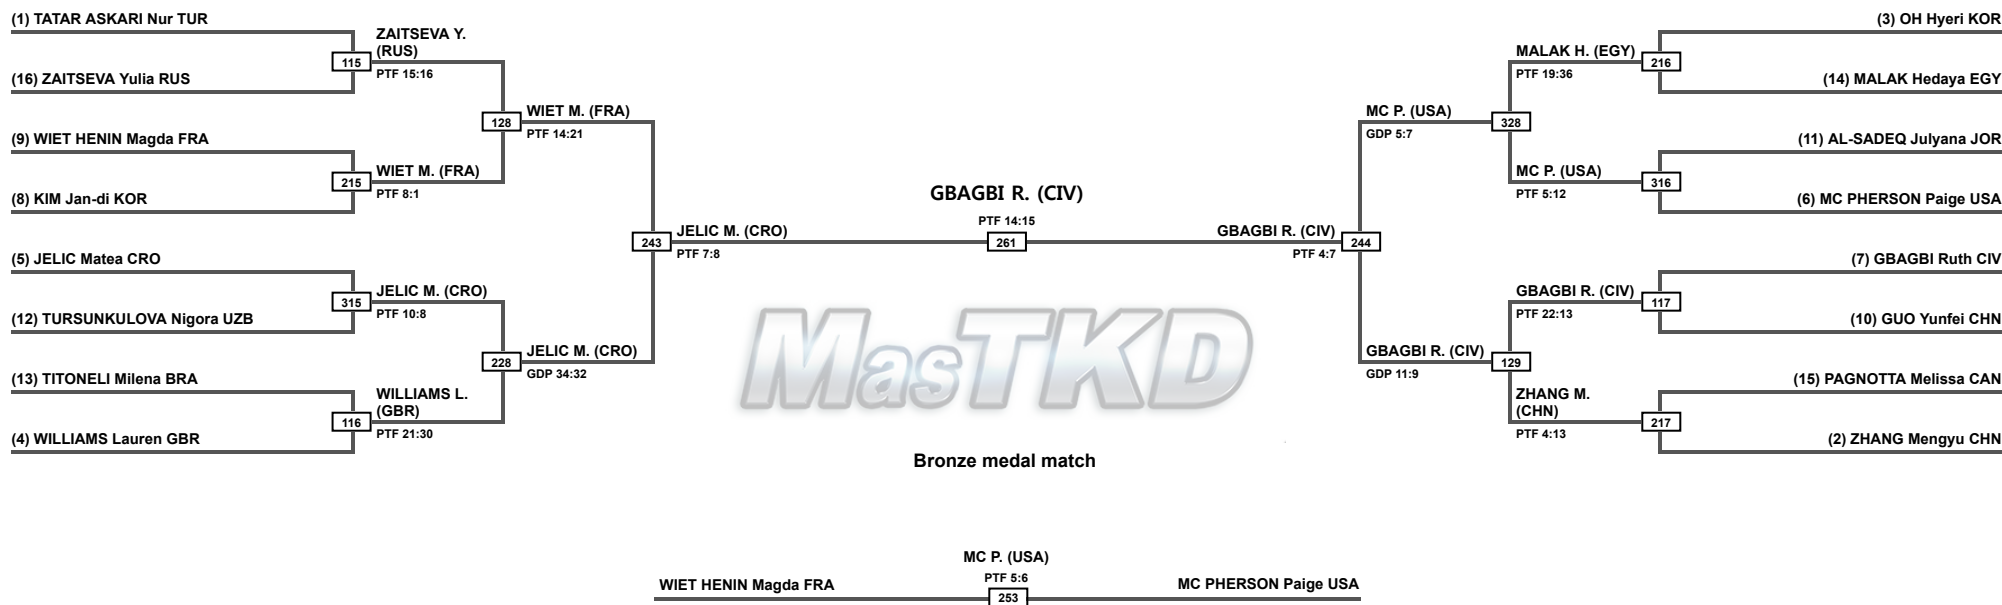 (1) TATAR ASKARI Nur TUR
(16) ZAITSEVA Yulia RUS
(9) WIET HENIN Magda FRA
(8) KIM Jan-di KOR
(5) JELIC Matea CRO
(12) TURSUNKULOVA Nigora UZB
(13) TITONELI Milena BRA
(4) WILLIAMS Lauren GBR
115
ZAITSEVA Y.
(RUS)
PTF 15:16
215
WIET M. (FRA)
PTF 8:1
315
JELIC M. (CRO)
PTF 10:8
116
WILLIAMS L.
(GBR)
PTF 21:30
128
WIET M. (FRA)
PTF 14:21
228
JELIC M. (CRO)
GDP 34:32
243
JELIC M. (CRO)
PTF 7:8
GBAGBI R. (CIV)
PTF 14:15
261
GBAGBI R. (CIV)
PTF 4:7
244
MC P. (USA)
GDP 5:7
328
GBAGBI R. (CIV)
GDP 11:9
129
MALAK H. (EGY)
PTF 19:36
216
MC P. (USA)
PTF 5:12
316
GBAGBI R. (CIV)
PTF 22:13
117
ZHANG M.
(CHN)
PTF 4:13
217
(3) OH Hyeri KOR
(14) MALAK Hedaya EGY
(11) AL-SADEQ Julyana JOR
(6) MC PHERSON Paige USA
(7) GBAGBI Ruth CIV
(10) GUO Yunfei CHN
(15) PAGNOTTA Melissa CAN
(2) ZHANG Mengyu CHN
MasTKD
Bronze medal match
MC P. (USA)
PTF 5:6
WIET HENIN Magda FRA
253
MC PHERSON Paige USA